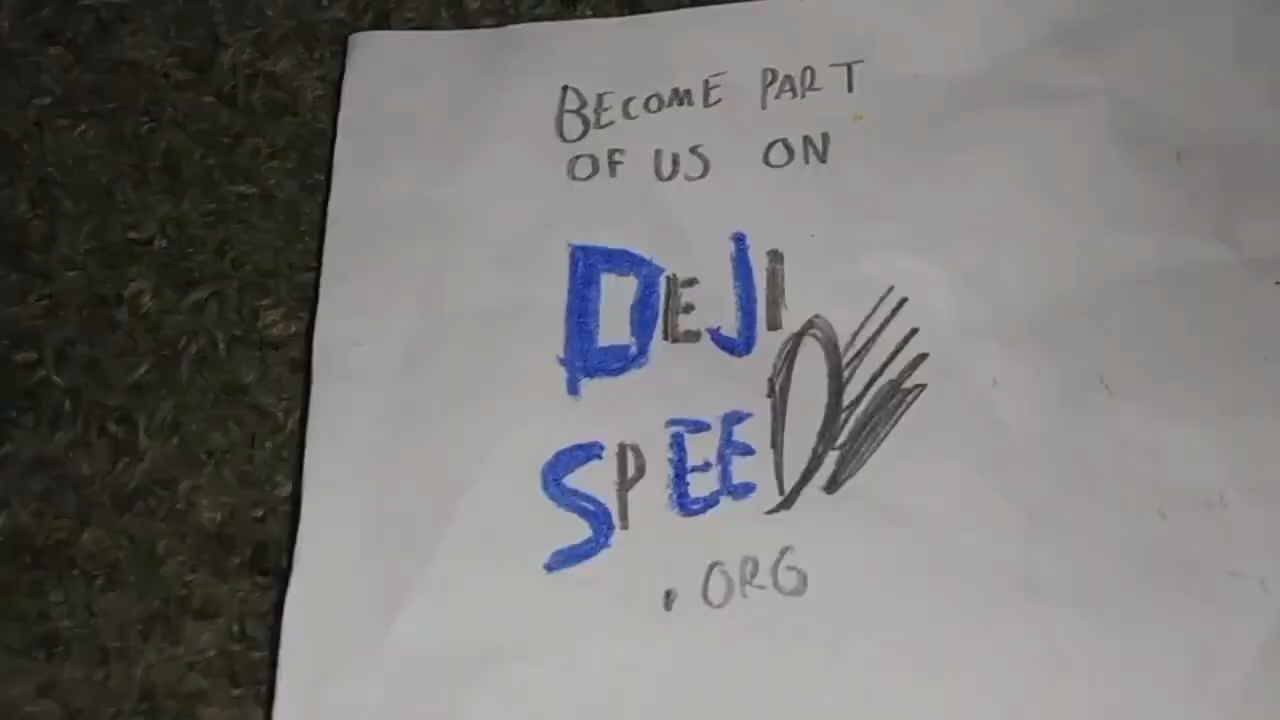 BECOME PART
OF US ON
DEJI
SPEED
.ORG